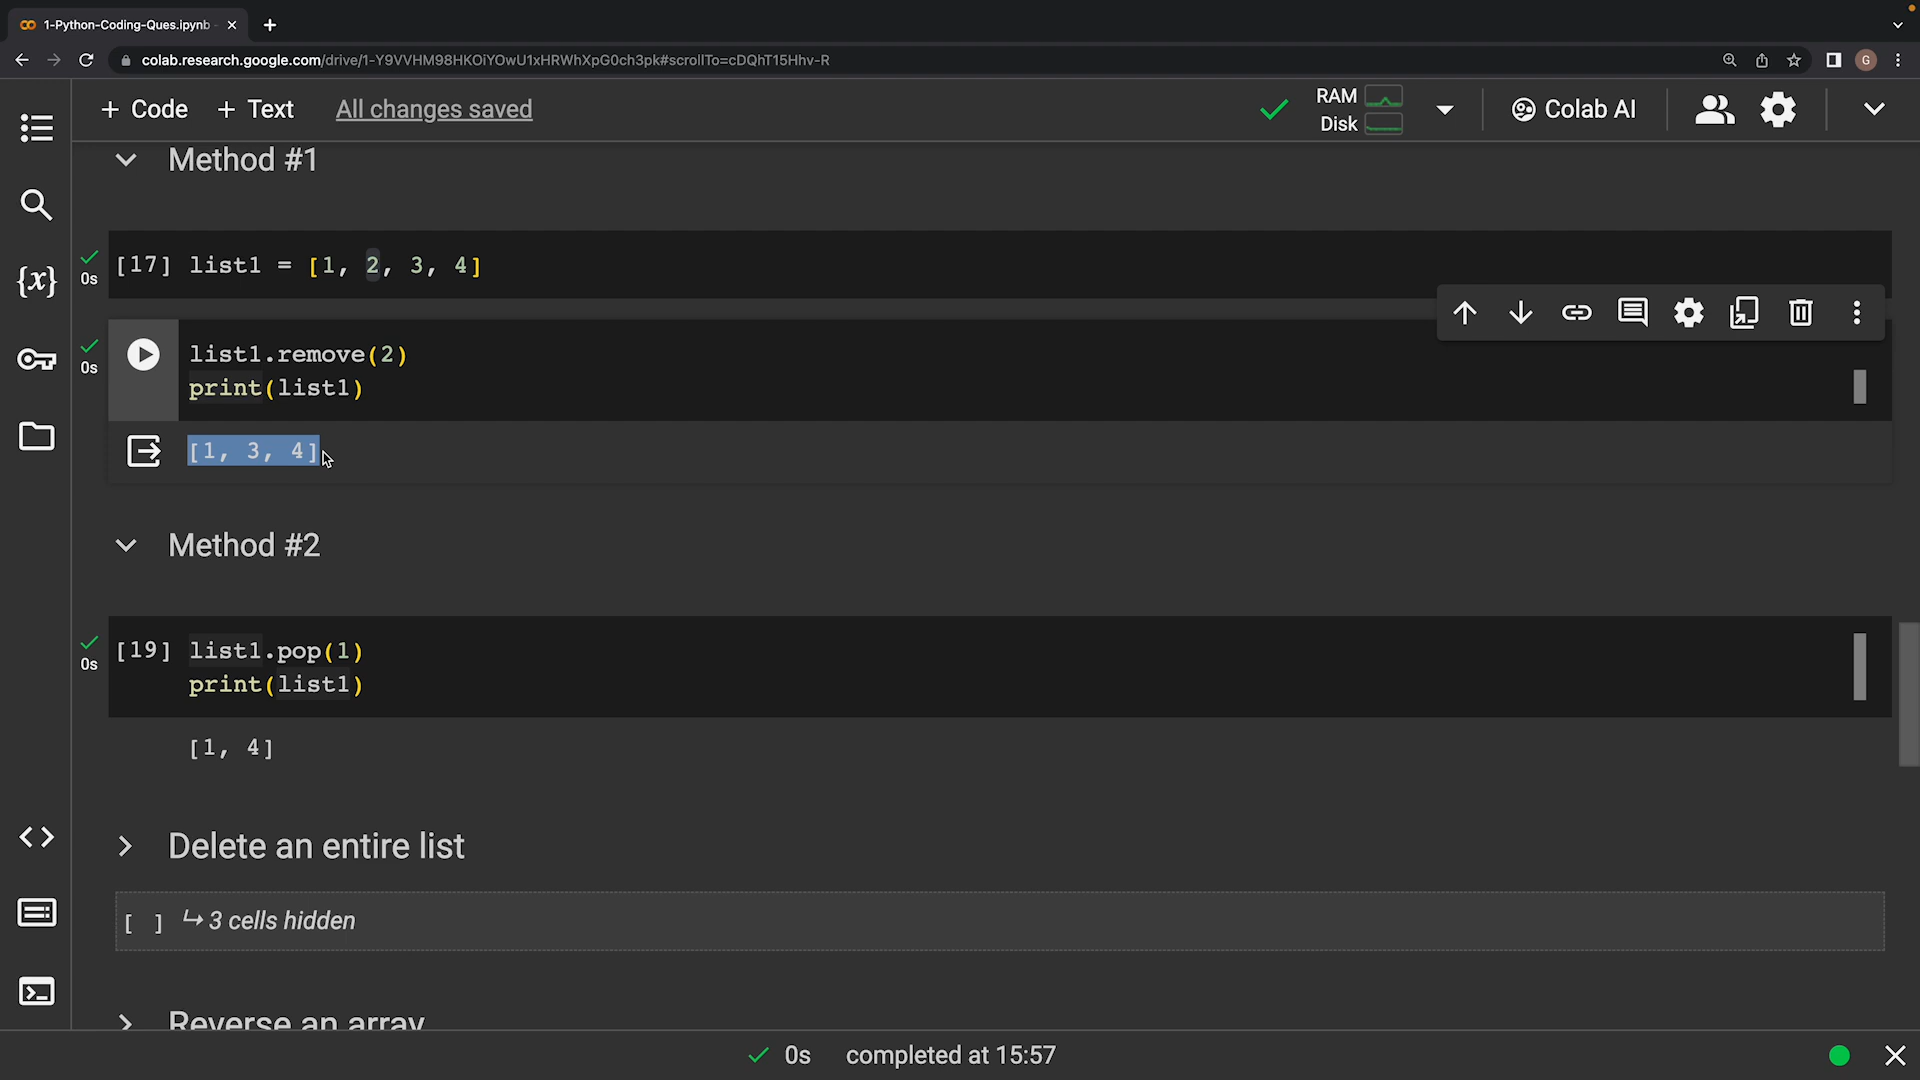 1-Python-Coding-Ques.ipynb
colab.research.google.com/drive/1-Y9VVHM98HKOiYOwU1xHRWhXpG0ch3pk#scrollTo=cDQhT15Hhv-R
G
+ Code + Text All changes saved
RAM
Disk
Colab AI
Method #1
[17] list1 = [1, 2, 3, 4]
0s
list1.remove(2)
0s
print(list1)
[1, 3, 4]
Method #2
[19] list1.pop(1)
0s
print(list1)
[1, 4]
Delete an entire list
[ ] ↳ 3 cells hidden
Reverse an array
0s completed at 15:57